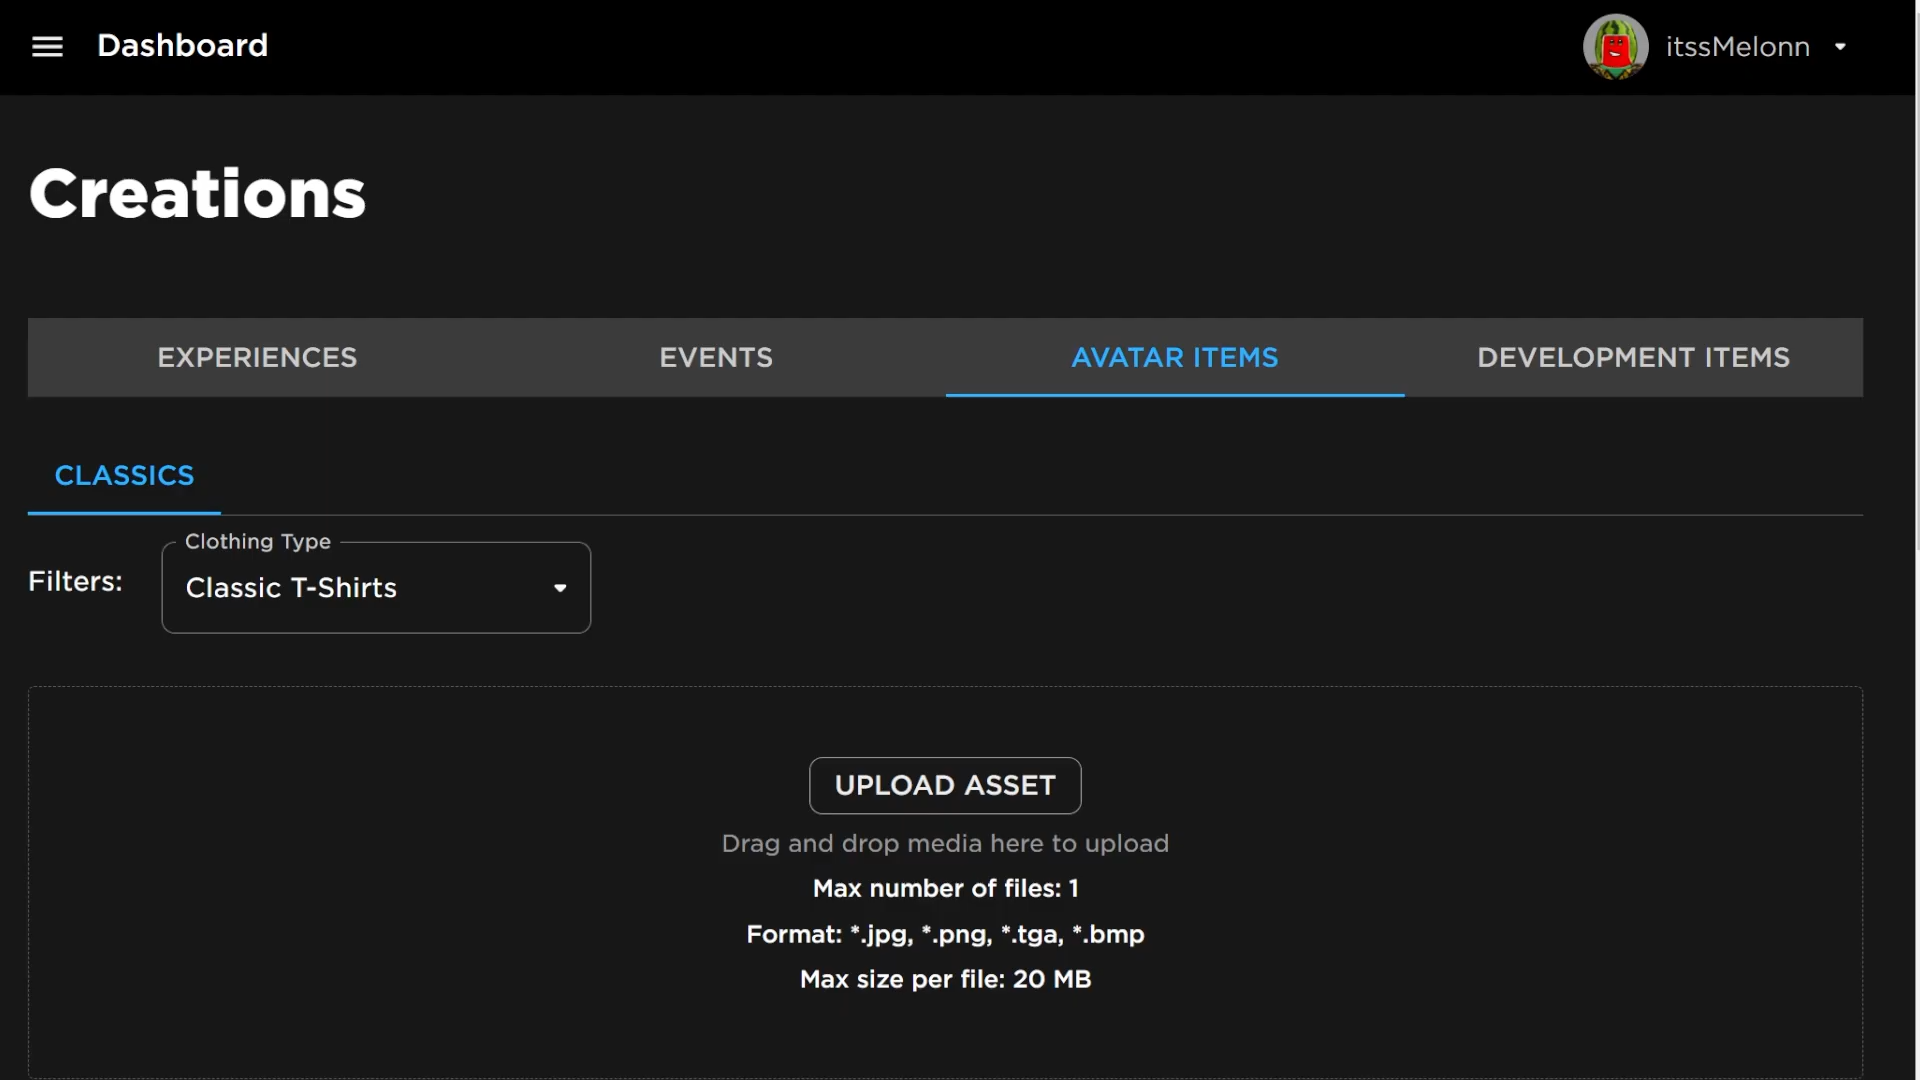 Dashboard
itssMelonn
Creations
EXPERIENCES
EVENTS
AVATAR ITEMS
DEVELOPMENT ITEMS
CLASSICS
Filters:
Clothing Type
Classic T-Shirts
UPLOAD ASSET
Drag and drop media here to upload
Max number of files: 1
Format: *.jpg, *.png, *.tga, *.bmp
Max size per file: 20 MB